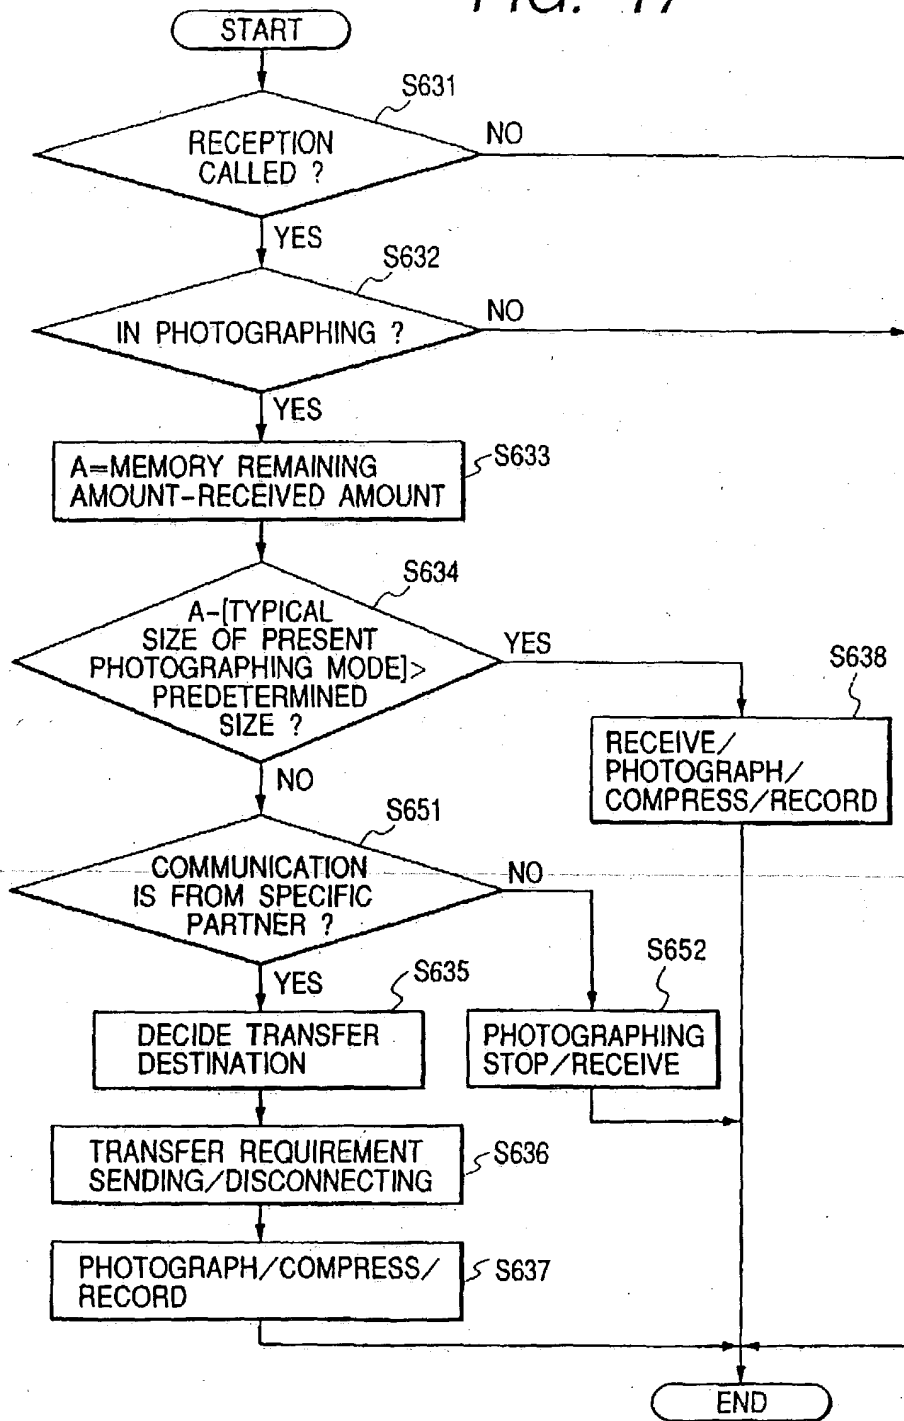 START
S631
RECEPTION
CALLED ?
NO
YES
S632
IN PHOTOGRAPHING ?
NO
YES
A=MEMORY REMAINING
AMOUNT-RECEIVED AMOUNT
S633
S634
A-[TYPICAL
SIZE OF PRESENT
PHOTOGRAPHING MODE]>
PREDETERMINED
SIZE ?
YES
NO
S638
RECEIVE/
PHOTOGRAPH/
COMPRESS/RECORD
S651
COMMUNICATION
IS FROM SPECIFIC
PARTNER ?
NO
YES
S652
PHOTOGRAPHING
STOP/RECEIVE
S635
DECIDE TRANSFER
DESTINATION
TRANSFER REQUIREMENT
SENDING/DISCONNECTING
S636
PHOTOGRAPH/COMPRESS/
RECORD
S637
END